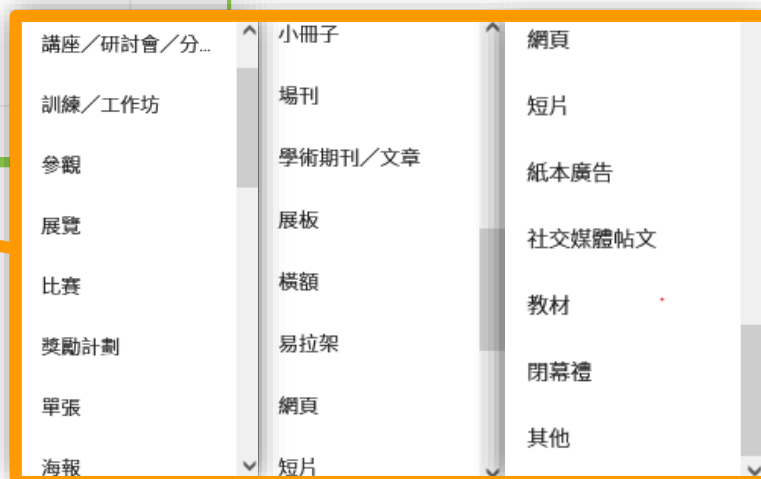 講座／研討會／分...
訓練／工作坊
參觀
展覽
比賽
獎勵計劃
單張
海報
小冊子
場刊
學術期刊／文章
展板
橫額
易拉架
網頁
短片
網頁
短片
紙本廣告
社交媒體帖文
教材
閉幕禮
其他